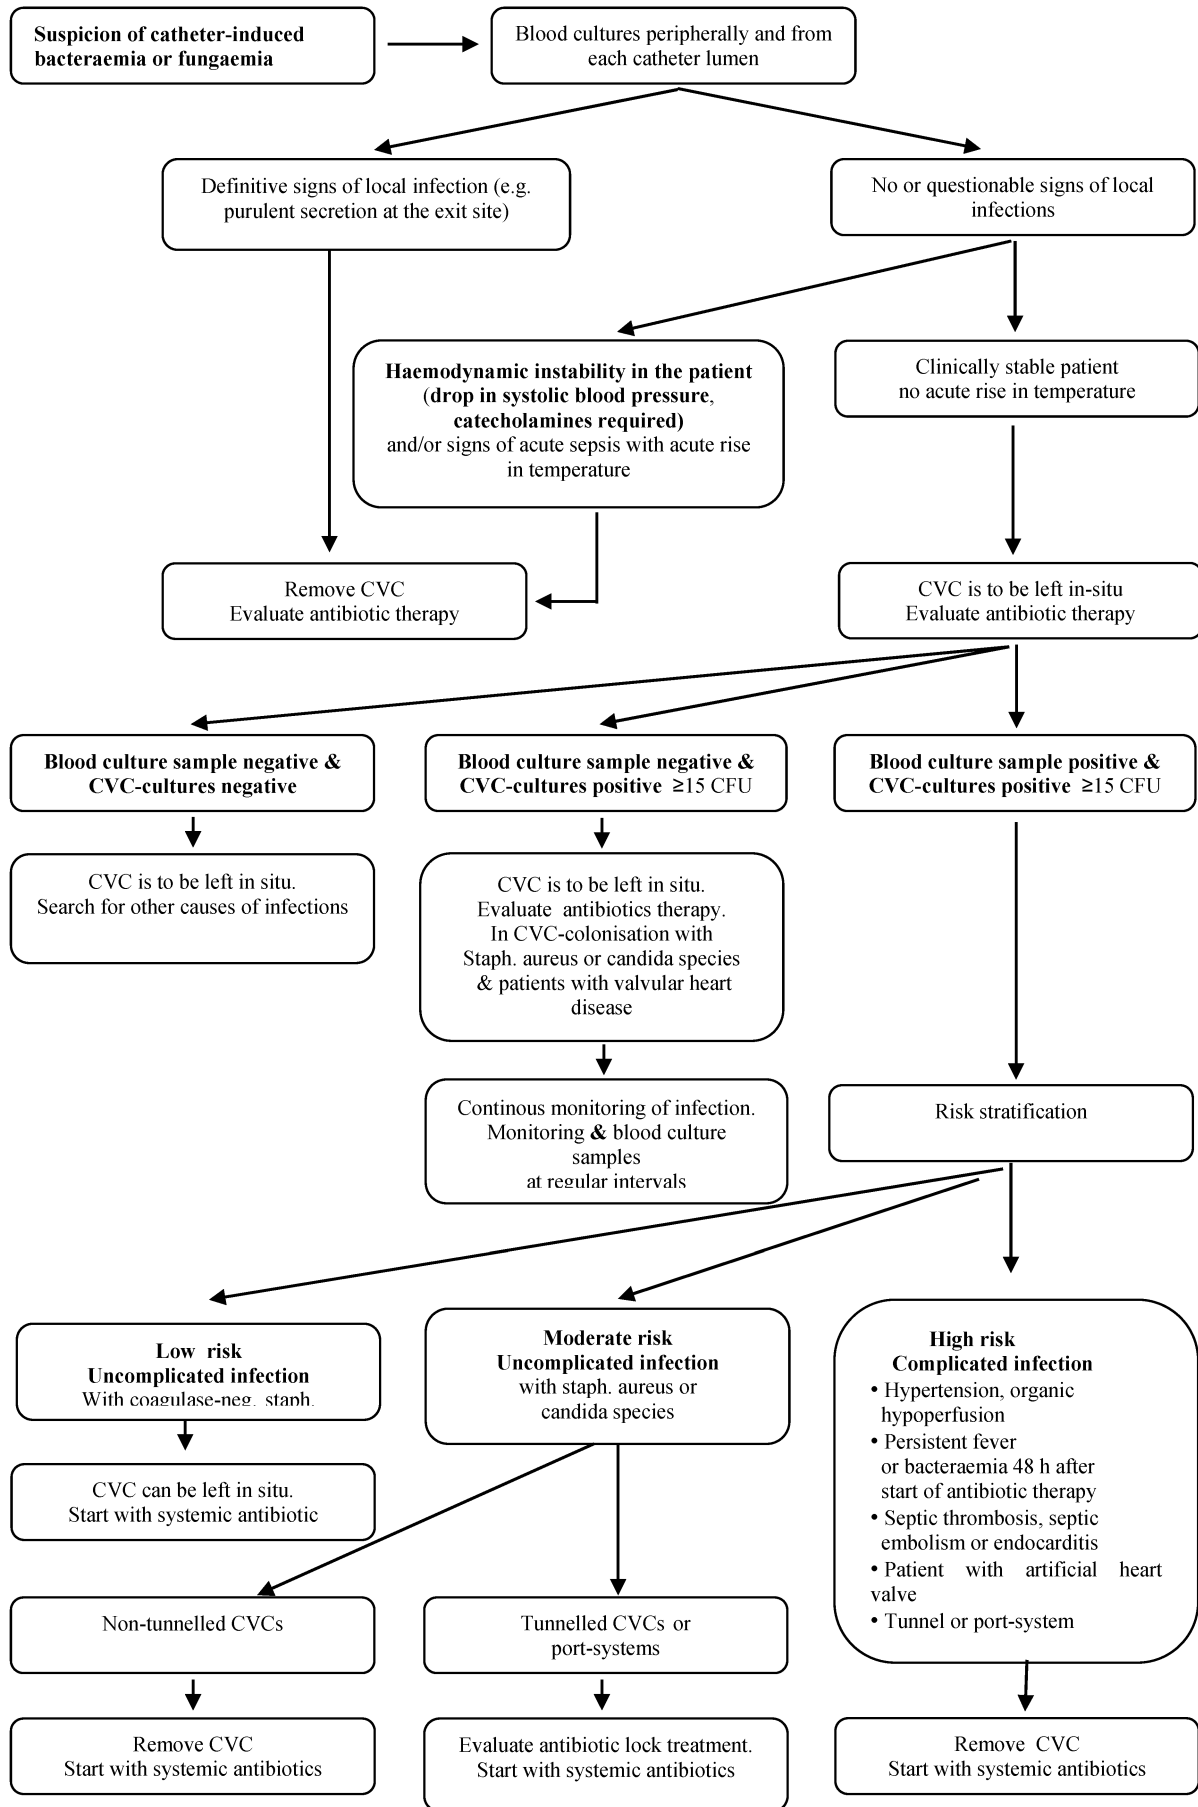 Suspicion of catheter-induced
bacteraemia or fungaemia
Blood cultures peripherally and from
each catheter lumen
Definitive signs of local infection (e.g.
purulent secretion at the exit site)
No or questionable signs of local
infections
Haemodynamic instability in the patient
(drop in systolic blood pressure,
catecholamines required)
and/or signs of acute sepsis with acute rise
in temperature
Clinically stable patient
no acute rise in temperature
Remove CVC
Evaluate antibiotic therapy
CVC is to be left in-situ
Evaluate antibiotic therapy
Blood culture sample negative &
CVC-cultures negative
Blood culture sample negative &
CVC-cultures positive ≥15 CFU
Blood culture sample positive &
CVC-cultures positive ≥15 CFU
CVC is to be left in situ.
Search for other causes of infections
CVC is to be left in situ.
Evaluate antibiotics therapy.
In CVC-colonisation with
Staph. aureus or candida species
& patients with valvular heart
disease
Continous monitoring of infection.
Monitoring & blood culture
samples
at regular intervals
Risk stratification
Low risk
Uncomplicated infection
With coagulase-neg. staph.
Moderate risk
Uncomplicated infection
with staph. aureus or
candida species
High risk
Complicated infection
• Hypertension, organic
hypoperfusion
• Persistent fever
or bacteraemia 48 h after
start of antibiotic therapy
• Septic thrombosis, septic
embolism or endocarditis
• Patient with artificial heart
valve
• Tunnel or port-system
CVC can be left in situ.
Start with systemic antibiotic
Non-tunnelled CVCs
Tunnelled CVCs or
port-systems
Remove CVC
Start with systemic antibiotics
Evaluate antibiotic lock treatment.
Start with systemic antibiotics
Remove CVC
Start with systemic antibiotics